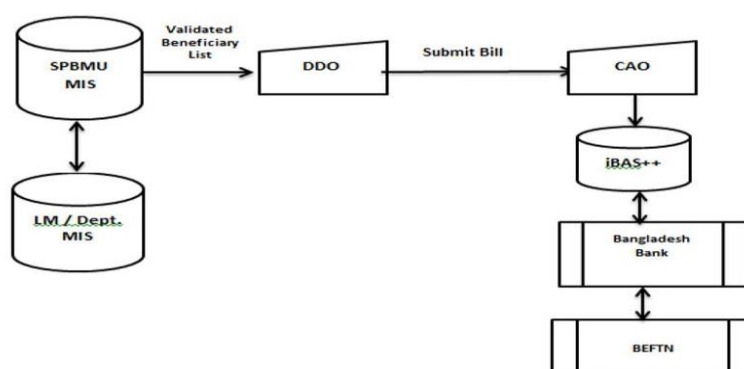 SPBMU
MIS
Validated
Beneficiary
List
DDO
Submit Bill
CAO
iBAS++
LM / Dept.
MIS
Bangladesh
Bank
BEFTN